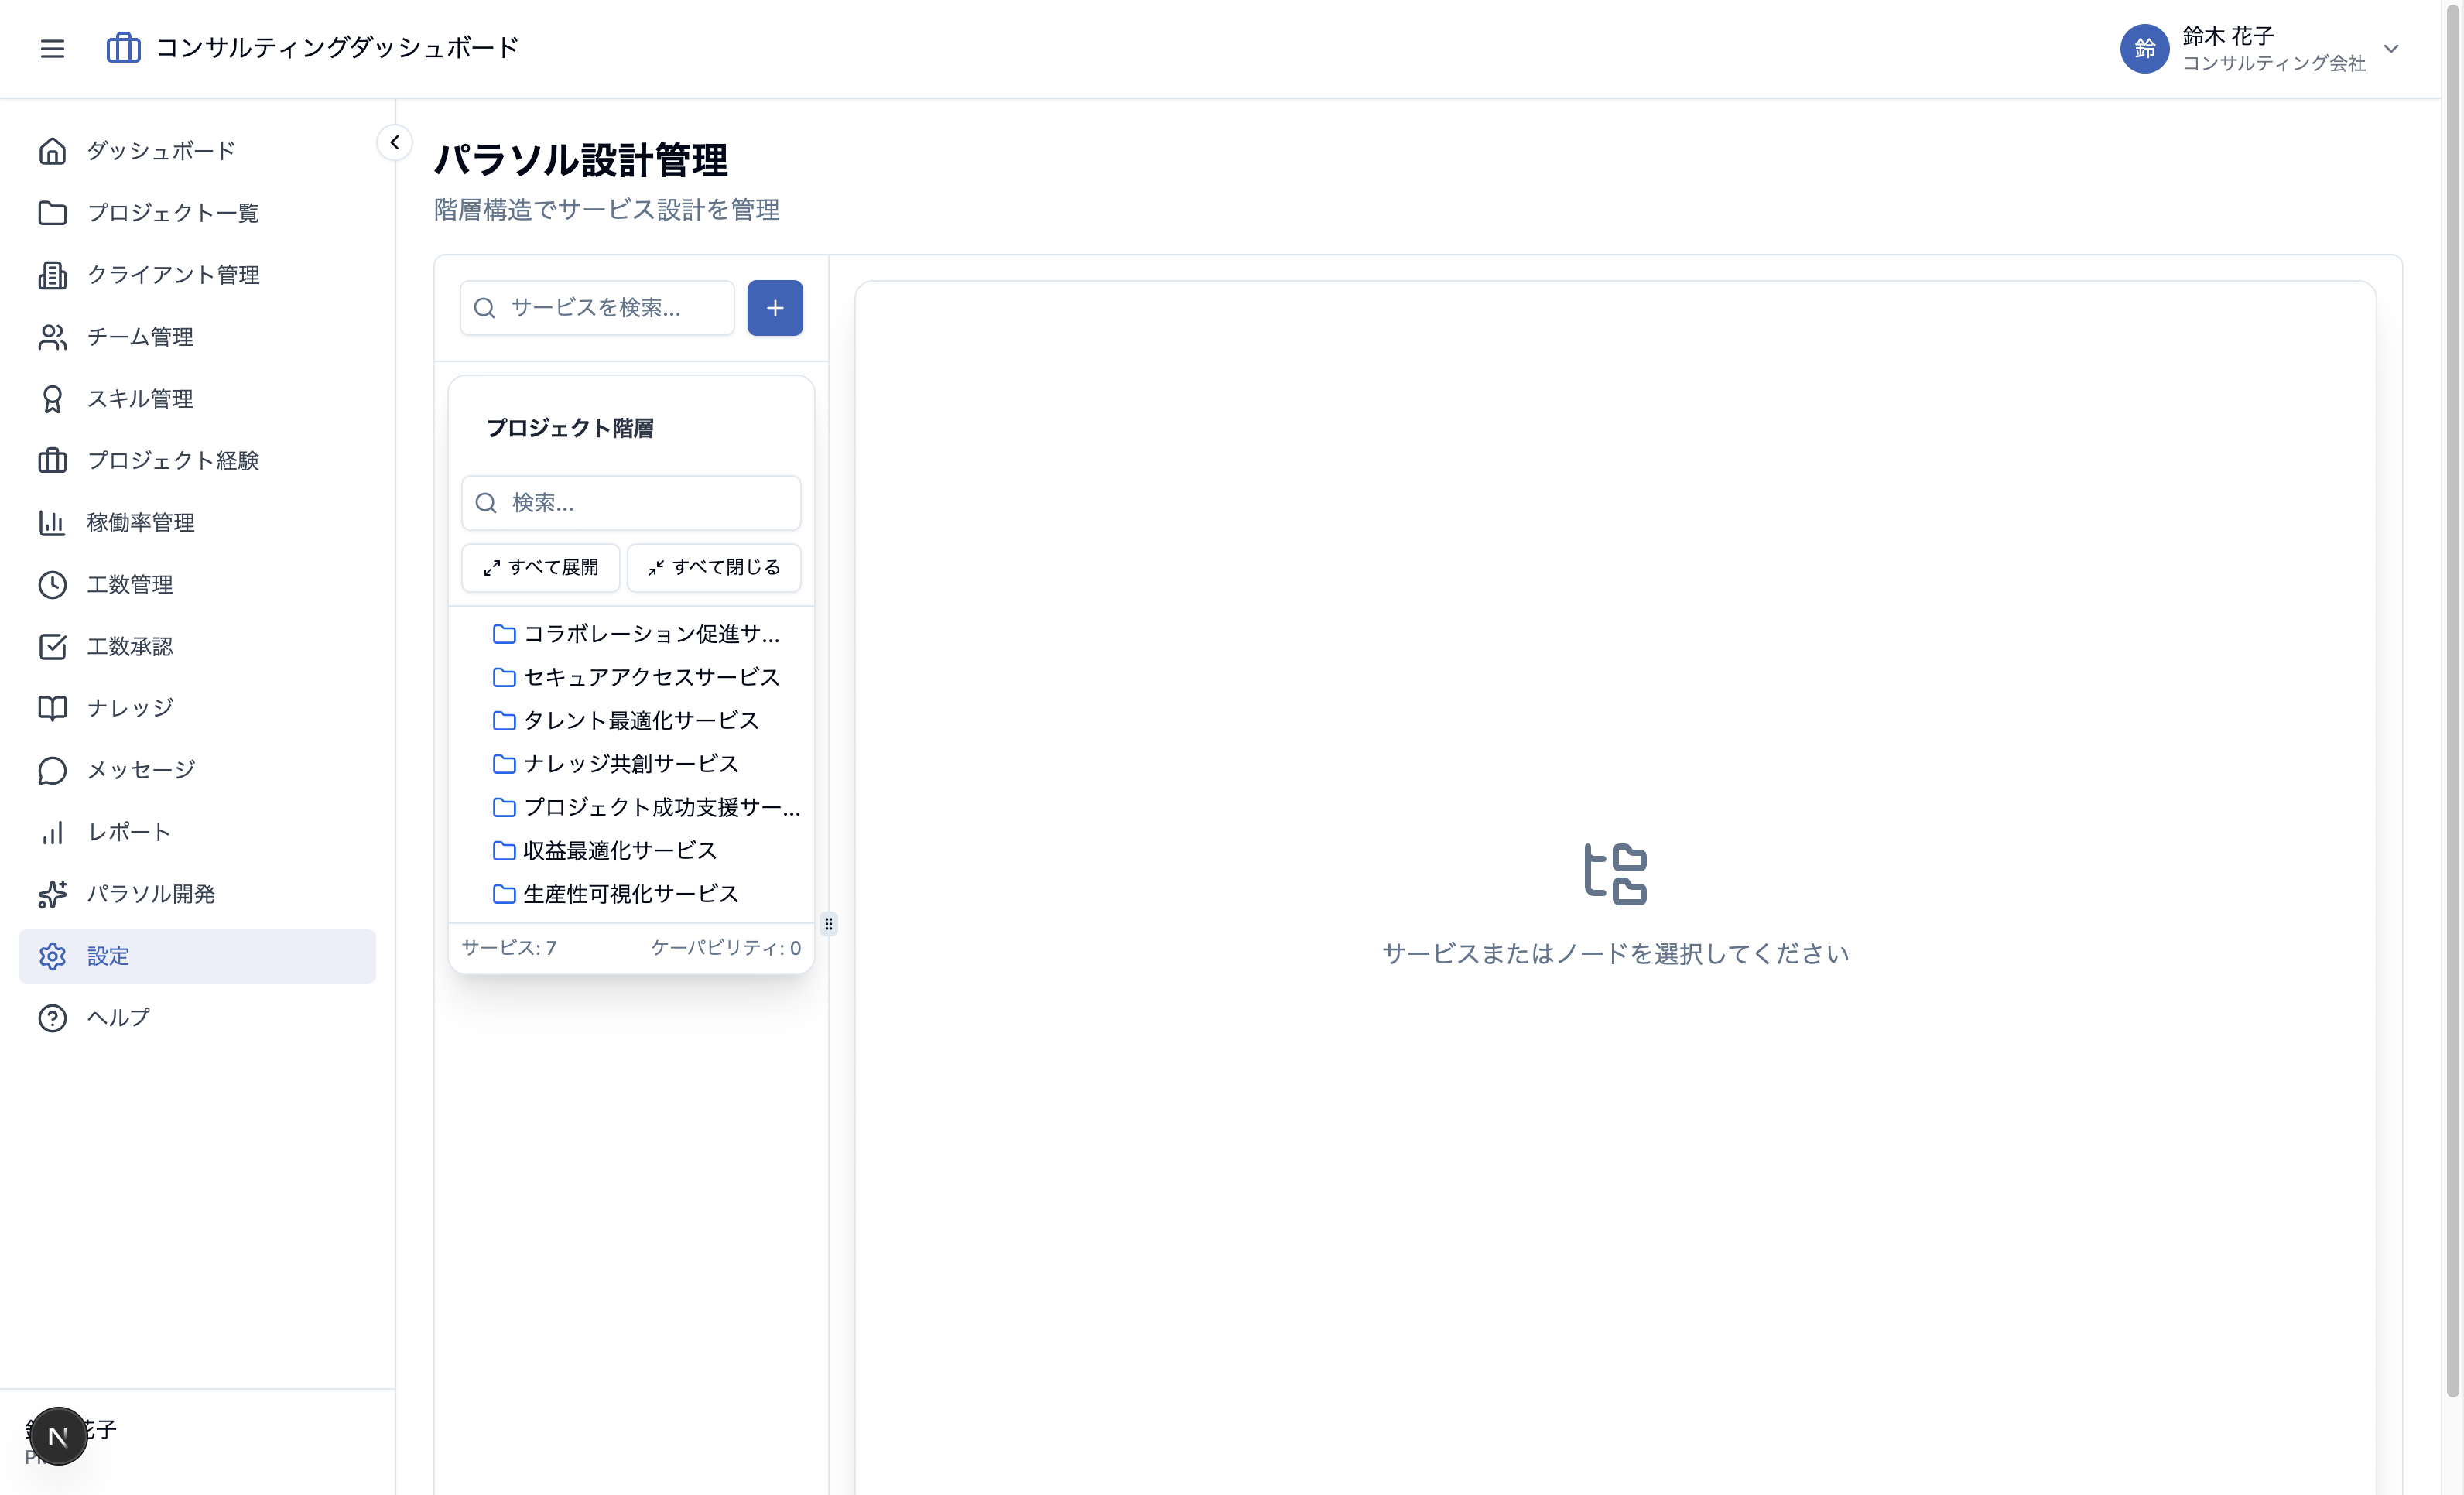 コンサルティングダッシュボード
鈴
鈴木 花子
コンサルティング会社
ダッシュボード
プロジェクト一覧
クライアント管理
チーム管理
スキル管理
プロジェクト経験
稼働率管理
工数管理
工数承認
ナレッジ
メッセージ
レポート
パラソル開発
設定
ヘルプ
花子
N
パラソル設計管理
階層構造でサービス設計を管理
サービスを検索...
プロジェクト階層
検索...
すべて展開
すべて閉じる
コラボレーション促進サ...
セキュアアクセスサービス
タレント最適化サービス
ナレッジ共創サービス
プロジェクト成功支援サー...
収益最適化サービス
生産性可視化サービス
サービス: 7
ケーパビリティ: 0
サービスまたはノードを選択してください